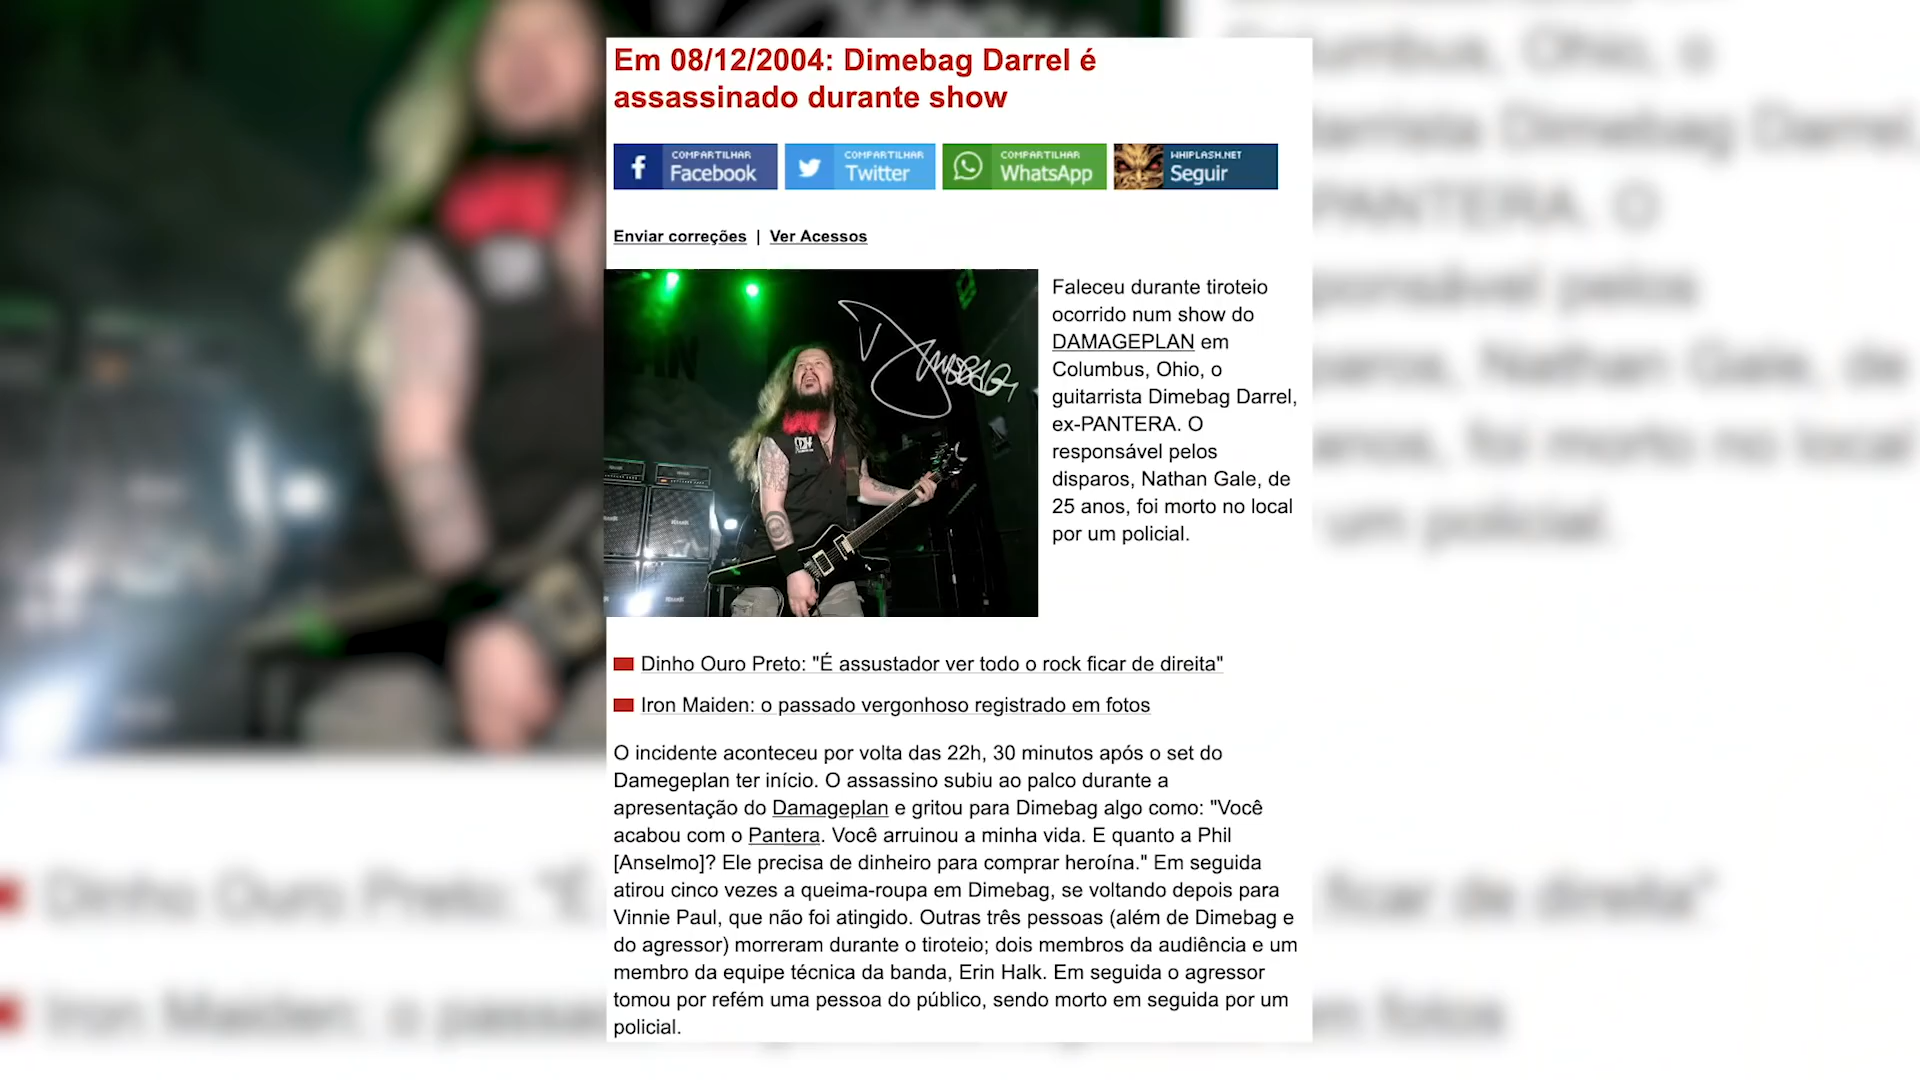 Em 08/12/2004: Dimebag Darrel é
assassinado durante show
COMPARTILHAR
Facebook
COMPARTILHAR
Twitter
COMPARTILHAR
WhatsApp
WHIPLASH.NET
Seguir
Enviar correções | Ver Acessos
Faleceu durante tiroteio
ocorrido num show do
DAMAGEPLAN em
Columbus, Ohio, o
guitarrista Dimebag Darrel,
ex-PANTERA. O
responsável pelos
disparos, Nathan Gale, de
25 anos, foi morto no local
por um policial.
Dinho Ouro Preto: "É assustador ver todo o rock ficar de direita"
Iron Maiden: o passado vergonhoso registrado em fotos
O incidente aconteceu por volta das 22h, 30 minutos após o set do
Damegeplan ter início. O assassino subiu ao palco durante a
apresentação do Damageplan e gritou para Dimebag algo como: "Você
acabou com o Pantera. Você arruinou a minha vida. E quanto a Phil
[Anselmo]? Ele precisa de dinheiro para comprar heroína." Em seguida
atirou cinco vezes a queima-roupa em Dimebag, se voltando depois para
Vinnie Paul, que não foi atingido. Outras três pessoas (além de Dimebag e
do agressor) morreram durante o tiroteio; dois membros da audiência e um
membro da equipe técnica da banda, Erin Halk. Em seguida o agressor
tomou por refém uma pessoa do público, sendo morto em seguida por um
policial.